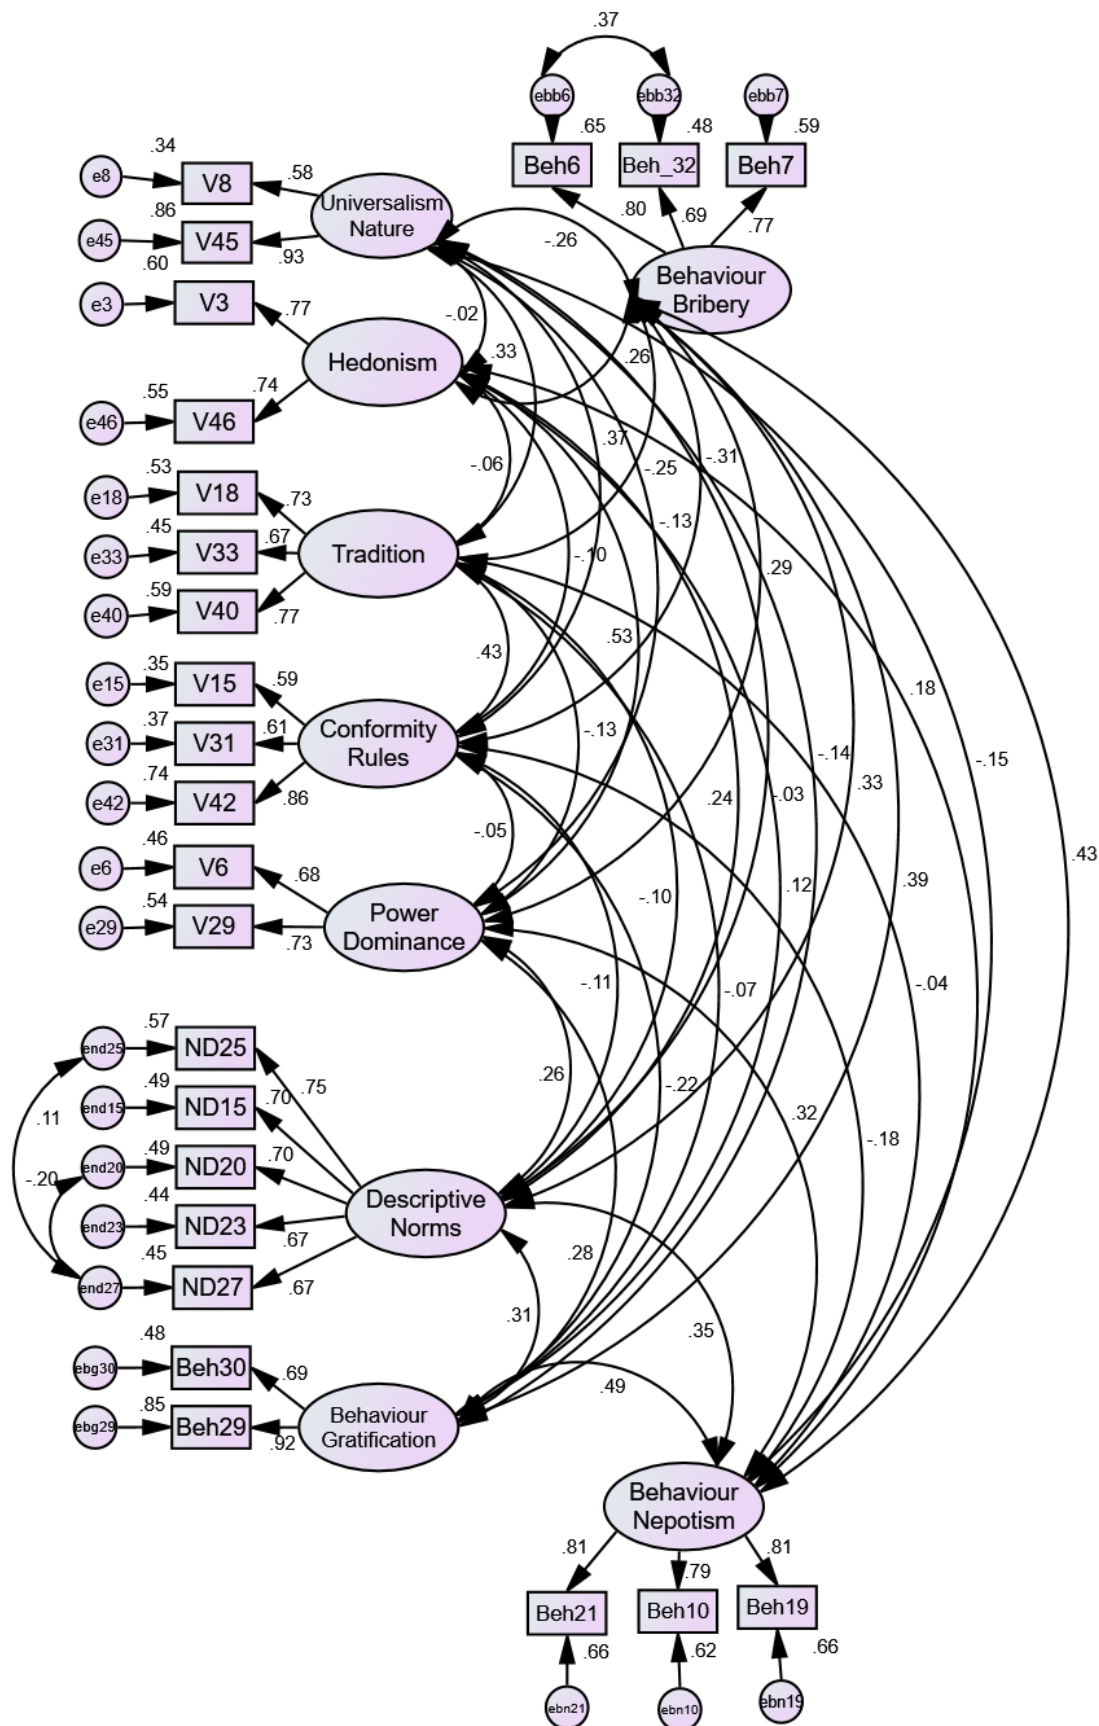 .37
ebb6
ebb32
ebb7
.65
.48
.59
Beh6
Beh_32
Beh7
.80
.69
.77
Behaviour
Bribery
.34
e8
V8
.58
Universalism
Nature
.86
e45
V45
.93
-.26
.60
e3
V3
.77
-.02
Hedonism
.33
.26
.55
e46
V46
.74
.37
-.06
-.25
-.31
.53
e18
V18
.73
-.13
.45
e33
V33
.67
Tradition
-.10
.29
.59
e40
V40
.77
.43
.53
.35
e15
V15
.59
.18
.37
e31
V31
.61
Conformity
Rules
-.13
-.14
-.15
.74
e42
V42
.86
.24
-.03
.33
-.05
.43
.46
e6
V6
.68
-.10
.12
.39
.54
e29
V29
.73
Power
Dominance
-.11
-.07
-.04
.57
end25
ND25
.75
.26
-.22
.32
-.18
.11
.49
end15
ND15
.70
-.20
.49
end20
ND20
.70
.44
end23
ND23
.67
Descriptive
Norms
.45
end27
ND27
.67
.28
.31
.35
.48
ebg30
Beh30
.69
.49
.85
ebg29
Beh29
.92
Behaviour
Gratification
Behaviour
Nepotism
.81
.79
.81
Beh21
Beh10
Beh19
.66
.62
.66
ebn21
ebn10
ebn19